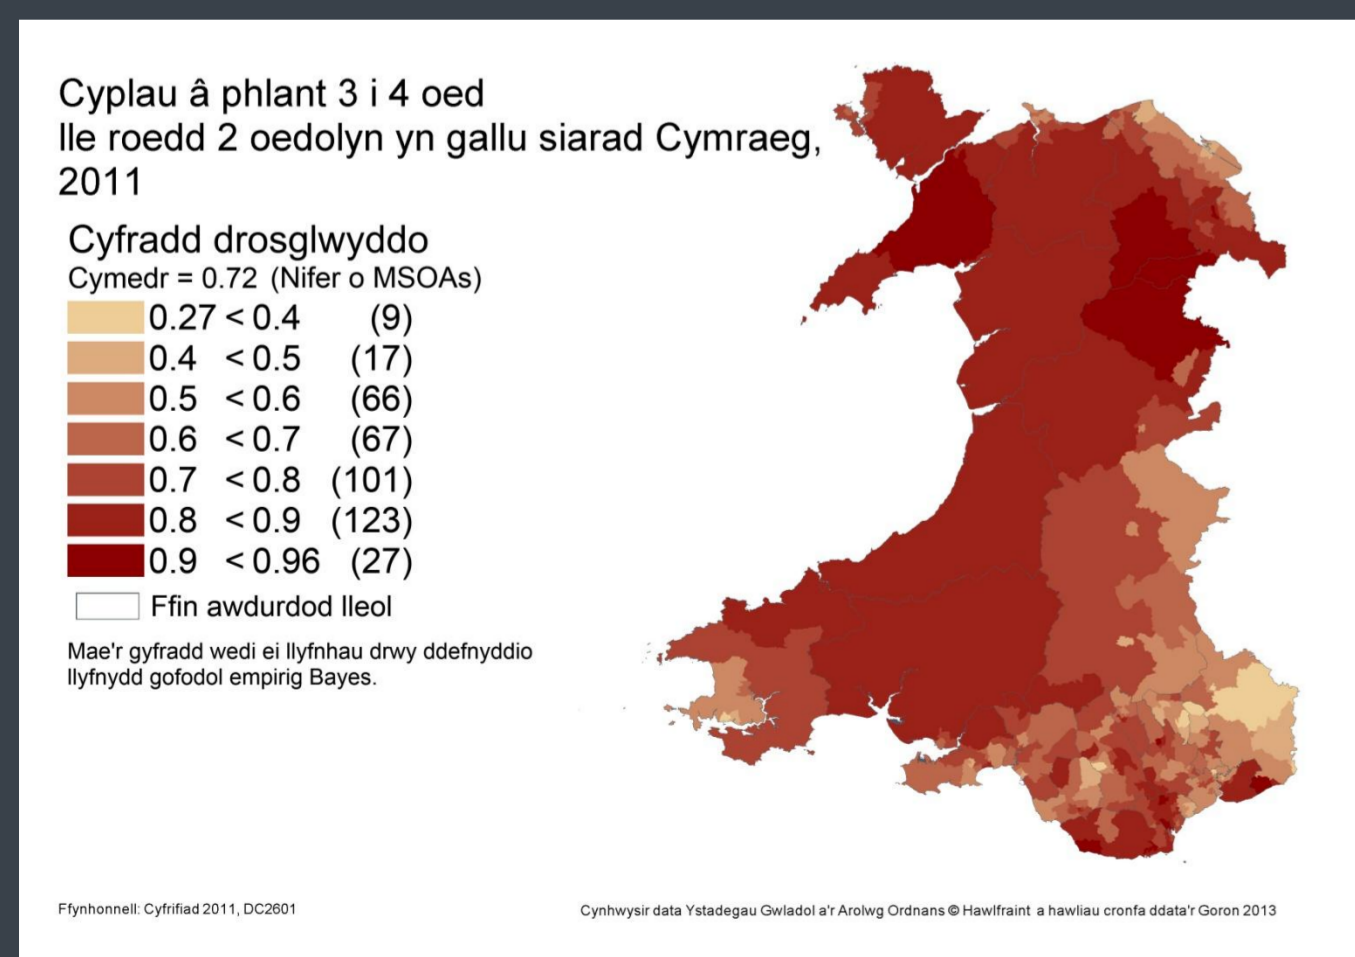 Cyplau â phlant 3 i 4 oed
lle roedd 2 oedolyn yn gallu siarad Cymraeg,
2011
Cyfradd drosglwyddo
Cymedr = 0.72 (Nifer o MSOAs)
0.27 < 0.4 (9)
0.4 < 0.5 (17)
0.5 < 0.6 (66)
0.6 < 0.7 (67)
0.7 < 0.8 (101)
0.8 < 0.9 (123)
0.9 < 0.96 (27)
Ffin awdurdod lleol
Mae'r gyfradd wedi ei llyfnhau drwy ddefnyddio
llyfnydd gofodol empirig Bayes.
Ffynhonnell: Cyfrifiad 2011, DC2601
Cynhwysir data Ystadegau Gwladol a'r Arolwg Ordnans © Hawlfraint a hawliau cronfa ddata'r Goron 2013